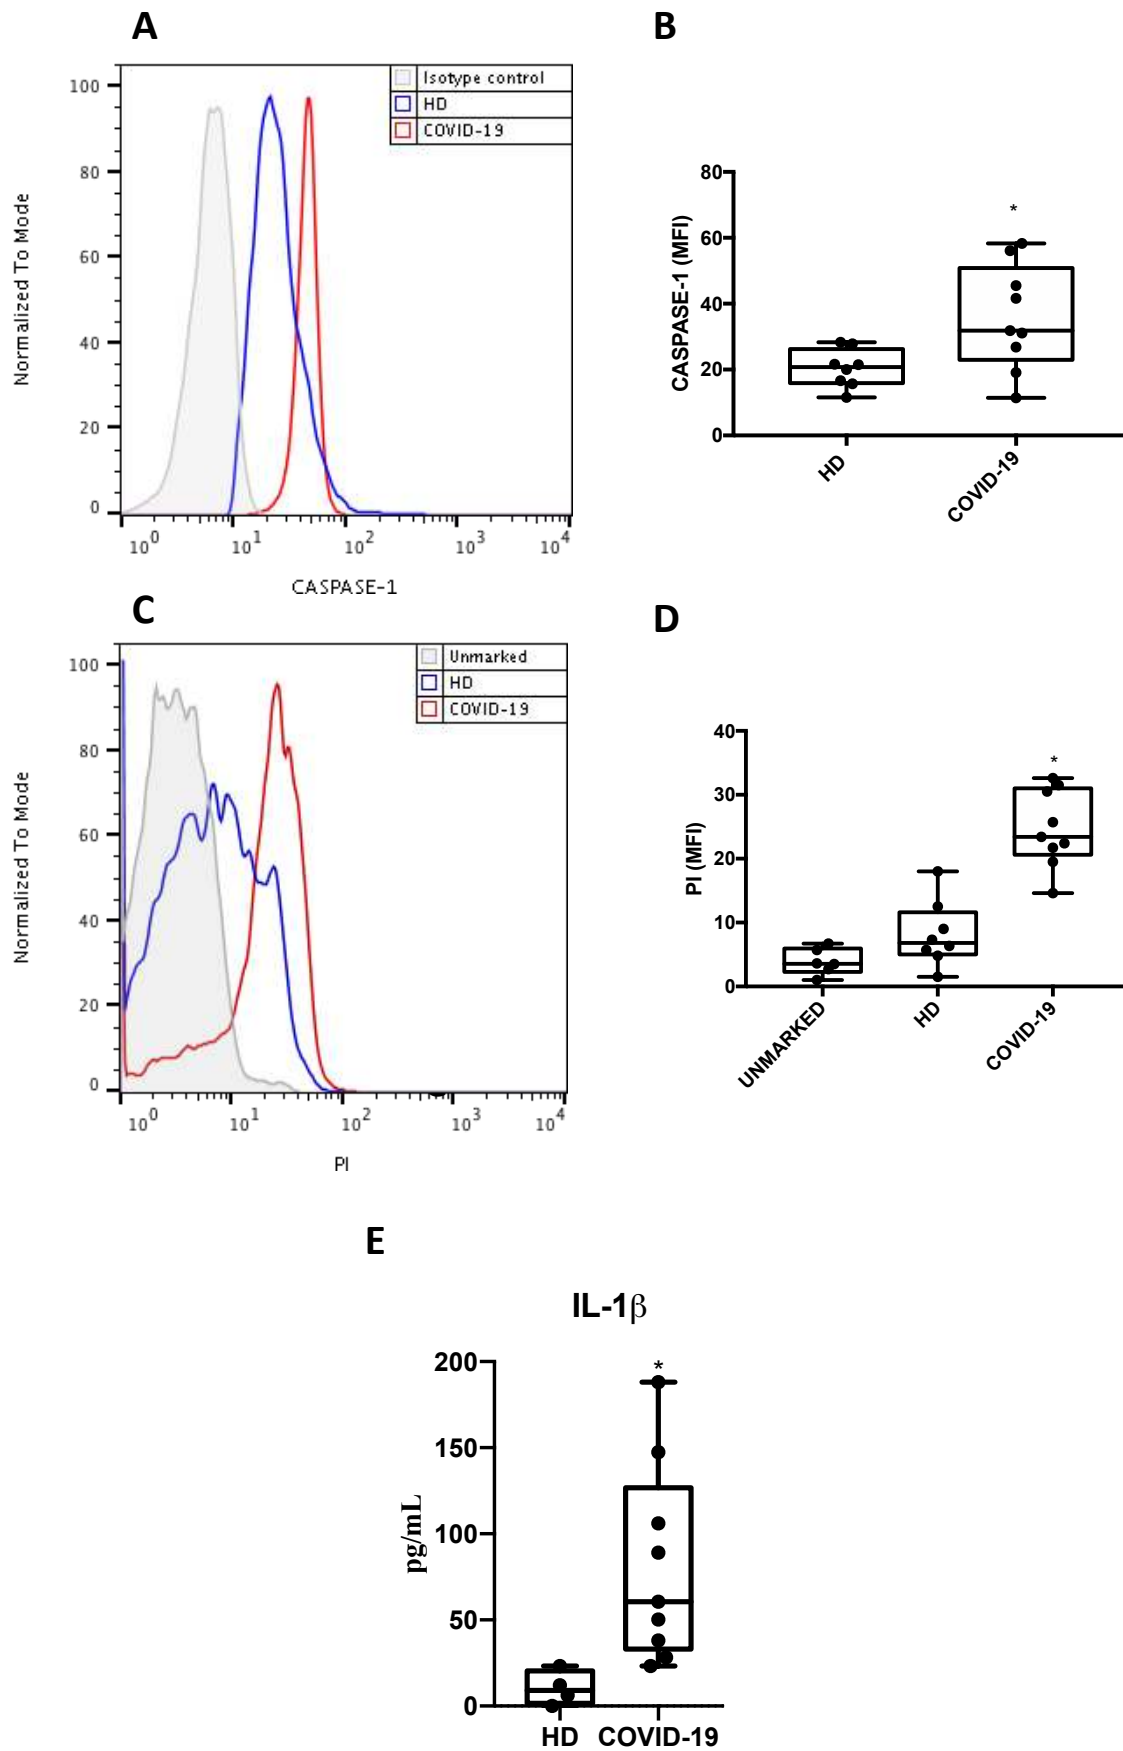 A
B
Isotype control
HD
COVID-19
100
80
60
40
20
0
Normalized To Mode
10^0
10^1
10^2
10^3
10^4
CASPASE-1
80
60
40
20
0
CASPASE-1 (MFI)
*
HD
COVID-19
C
D
Unmarked
HD
COVID-19
100
80
60
40
20
0
Normalized To Mode
10^0
10^1
10^2
10^3
10^4
PI
40
30
20
10
0
PI (MFI)
*
UNMARKED
HD
COVID-19
E
IL-1β
200
150
100
50
0
pg/mL
*
HD COVID-19